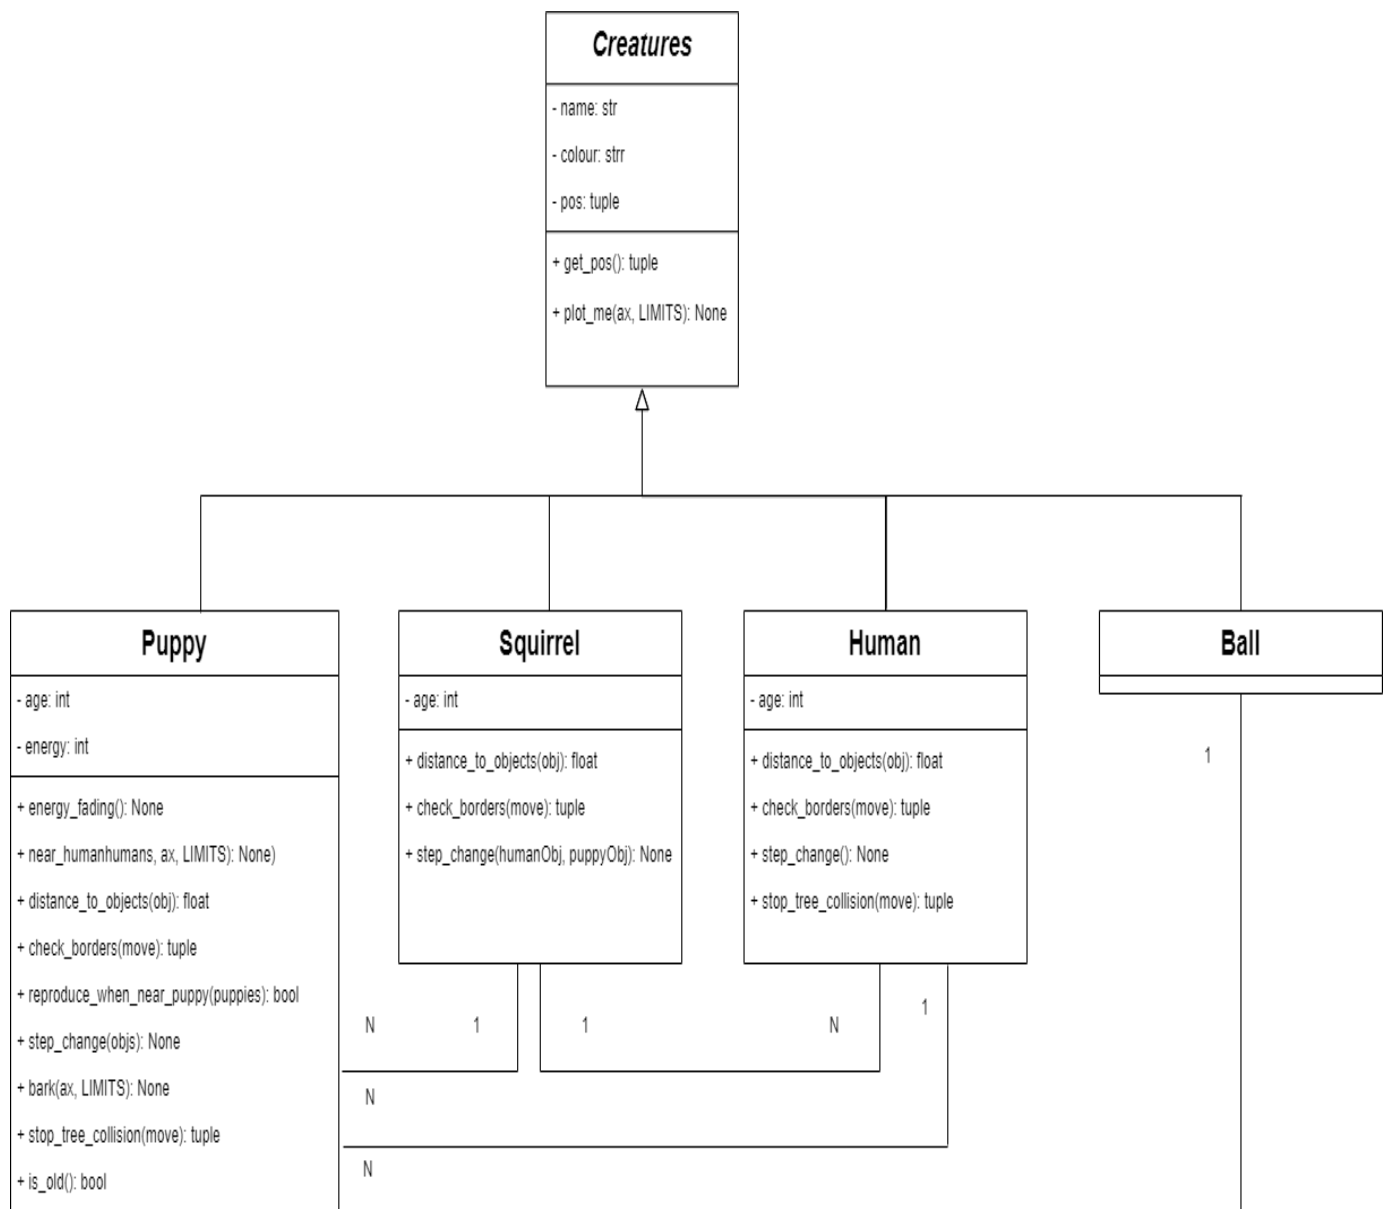 Creatures
- name: str
- colour: strr
- pos: tuple
+ get_pos(): tuple
+ plot_me(ax, LIMITS): None
Puppy
- age: int
- energy: int
+ energy_fading(): None
+ near_humanhumans, ax, LIMITS): None)
+ distance_to_objects(obj): float
+ check_borders(move): tuple
+ reproduce_when_near_puppy(puppies): bool
+ step_change(objs): None
+ bark(ax, LIMITS): None
+ stop_tree_collision(move): tuple
+ is_old(): bool
Squirrel
- age: int
+ distance_to_objects(obj): float
+ check_borders(move): tuple
+ step_change(humanObj, puppyObj): None
Human
- age: int
+ distance_to_objects(obj): float
+ check_borders(move): tuple
+ step_change(): None
+ stop_tree_collision(move): tuple
Ball
1
N
1
1
N
1
N
N